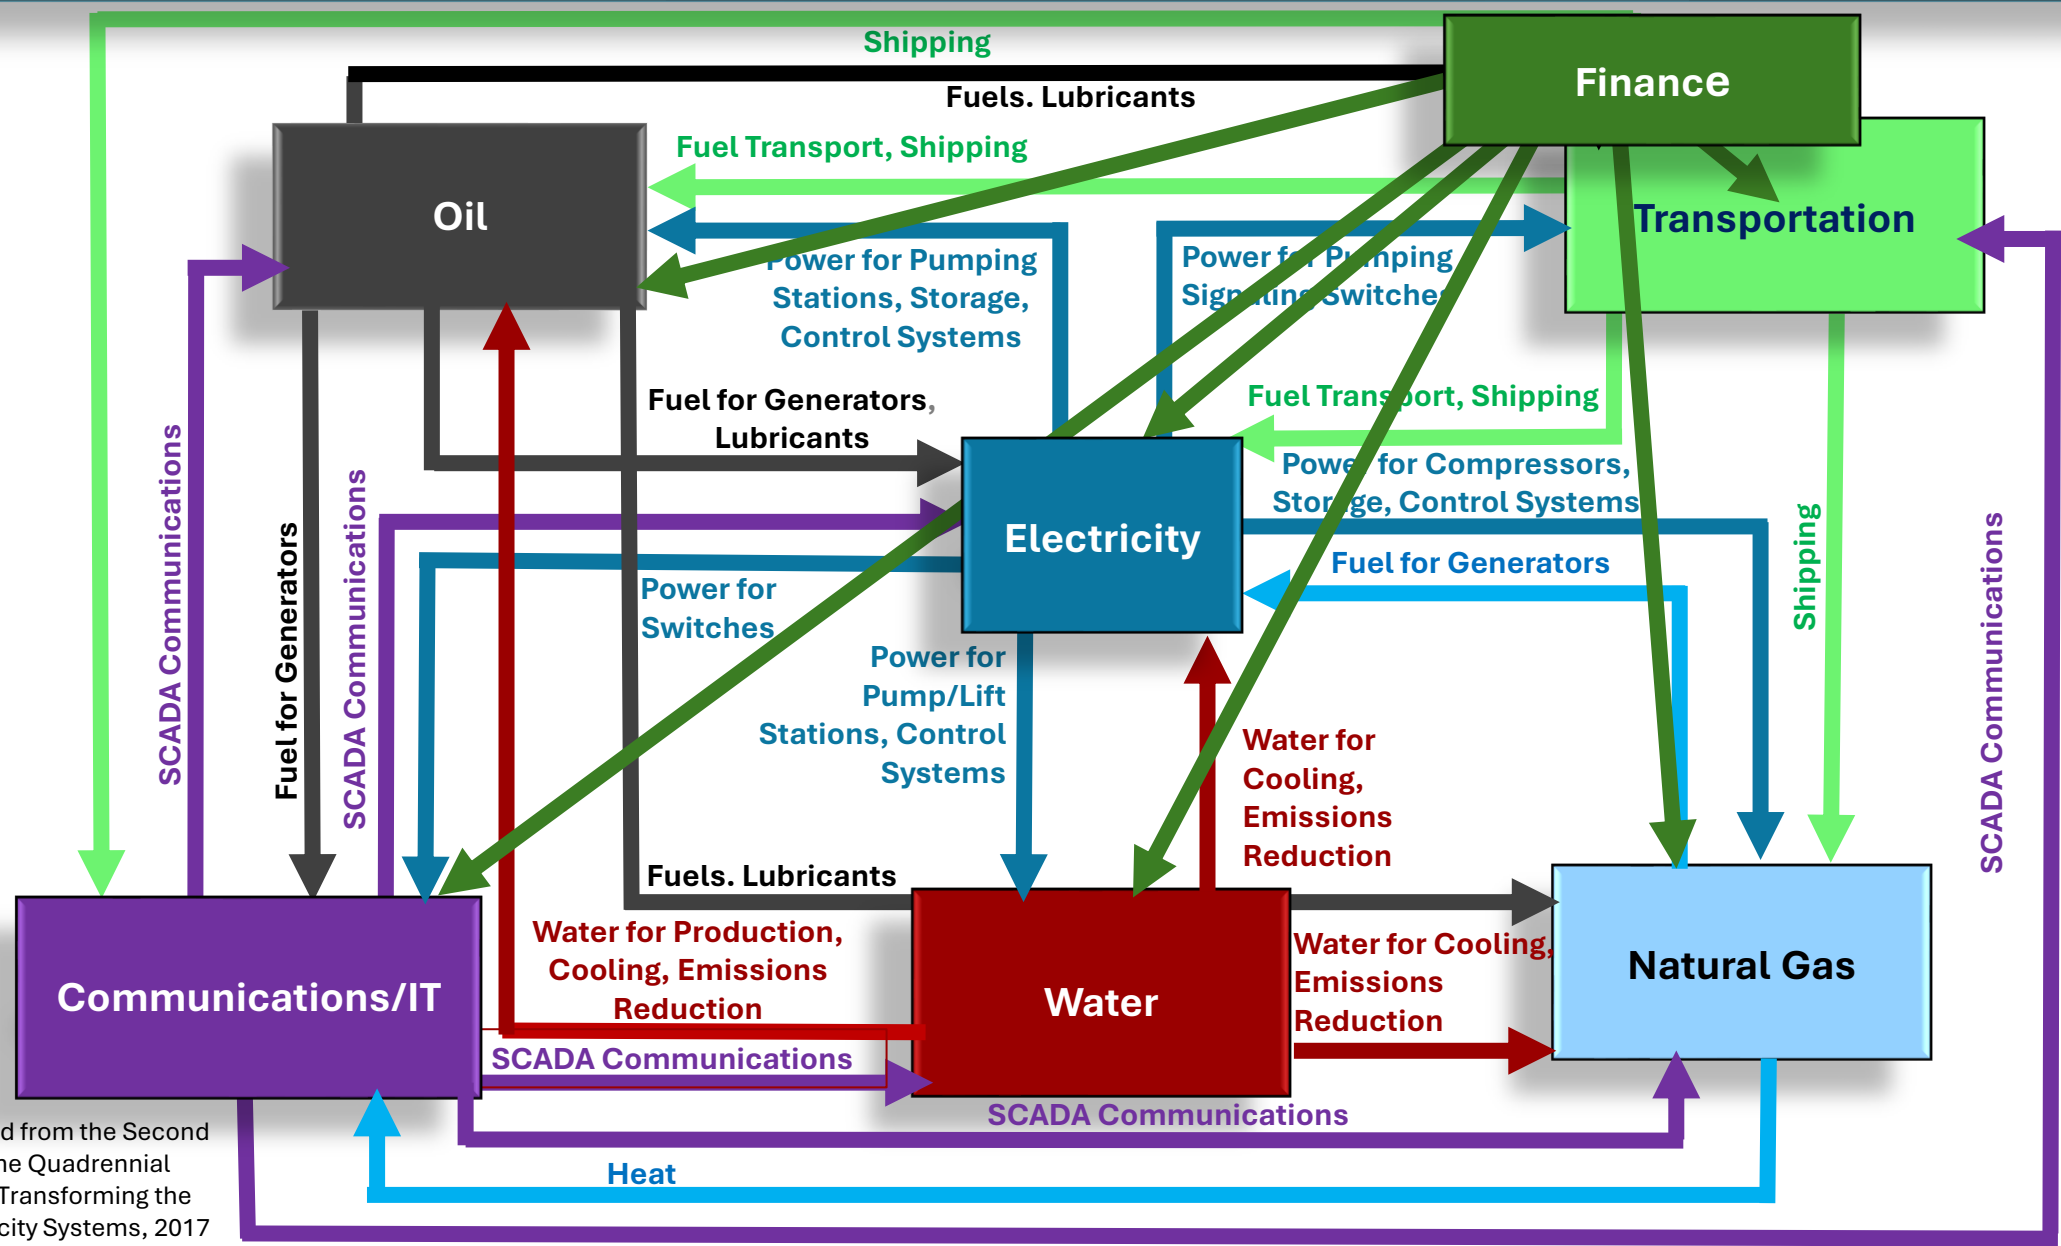 Shipping
Finance
Fuels. Lubricants
Fuel Transport, Shipping
Oil
Transportation
Power for Pumping
Stations, Storage,
Control Systems
Power for Pumping
Signaling Switches
Fuel for Generators,
Lubricants
Fuel Transport, Shipping
Power for Compressors,
Storage, Control Systems
Electricity
Fuel for Generators
SCADA Communications
Fuel for Generators
SCADA Communications
Power for
Switches
Shipping
SCADA Communications
Power for
Pump/Lift
Stations, Control
Systems
Water for
Cooling,
Emissions
Reduction
Fuels. Lubricants
Water for Production,
Cooling, Emissions
Reduction
Water for Cooling,
Emissions
Reduction
Communications/IT
Water
Natural Gas
SCADA Communications
SCADA Communications
Heat
d from the Second
ne Quadrennial
Transforming the
city Systems, 2017